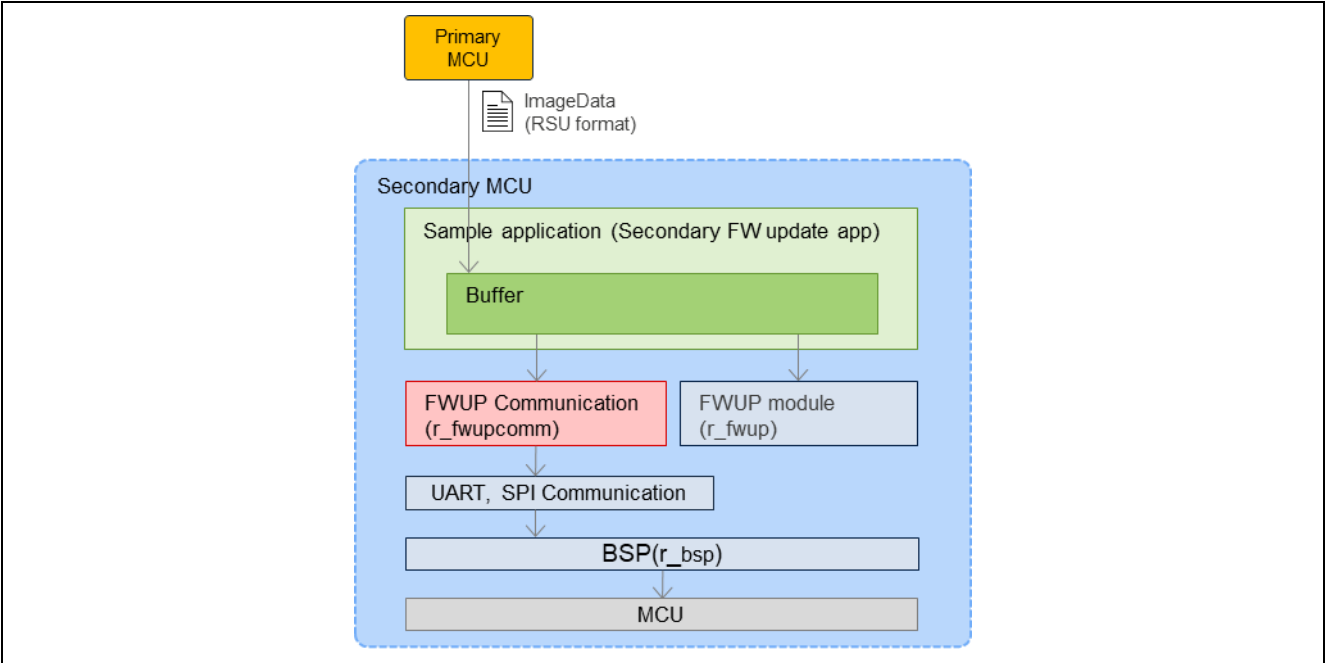 Primary
MCU
ImageData
(RSU format)
Secondary MCU
Sample application (Secondary FW update app)
Buffer
FWUP Communication
(r_fwupcomm)
FWUP module
(r_fwup)
UART, SPI Communication
BSP(r_bsp)
MCU